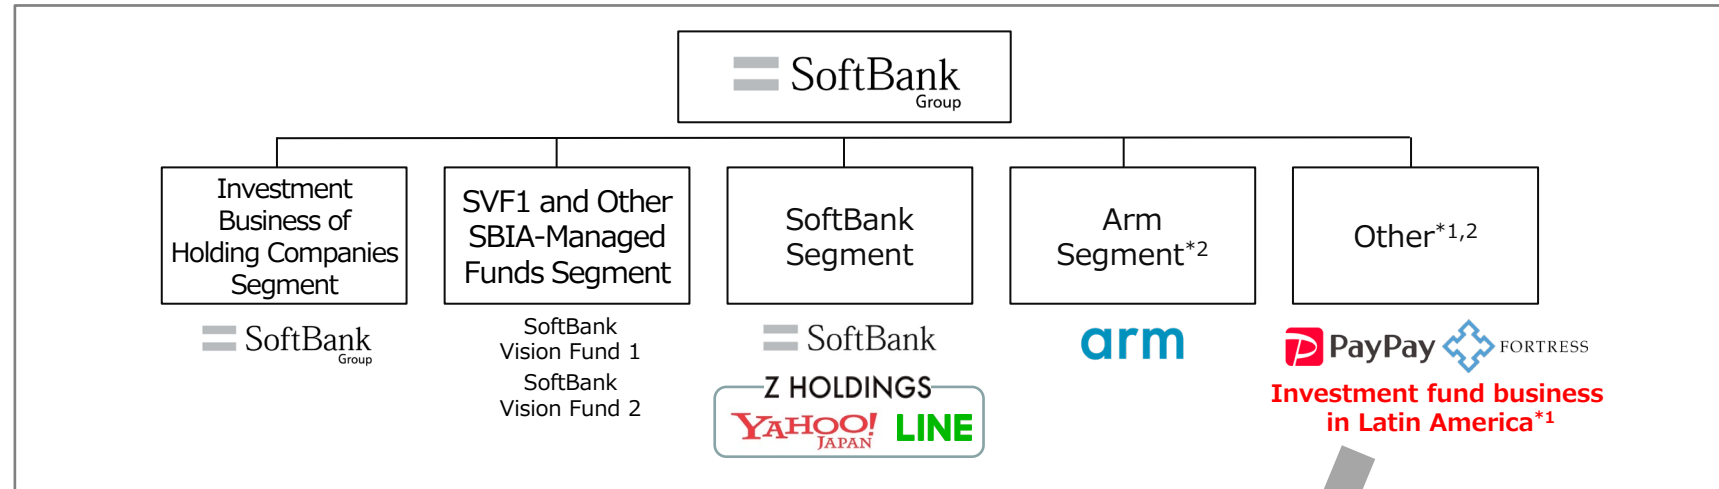 SoftBank
Group
Investment
Business of
Holding Companies
Segment
SVF1 and Other
SBIA-Managed
Funds Segment
SoftBank
Segment
Arm
Segment*2
Other*1,2
SoftBank
Group
SoftBank
Vision Fund 1
SoftBank
Vision Fund 2
SoftBank
Z HOLDINGS
YAHOO!
JAPAN
LINE
arm
PayPay
FORTRESS
Investment fund business
in Latin America*1